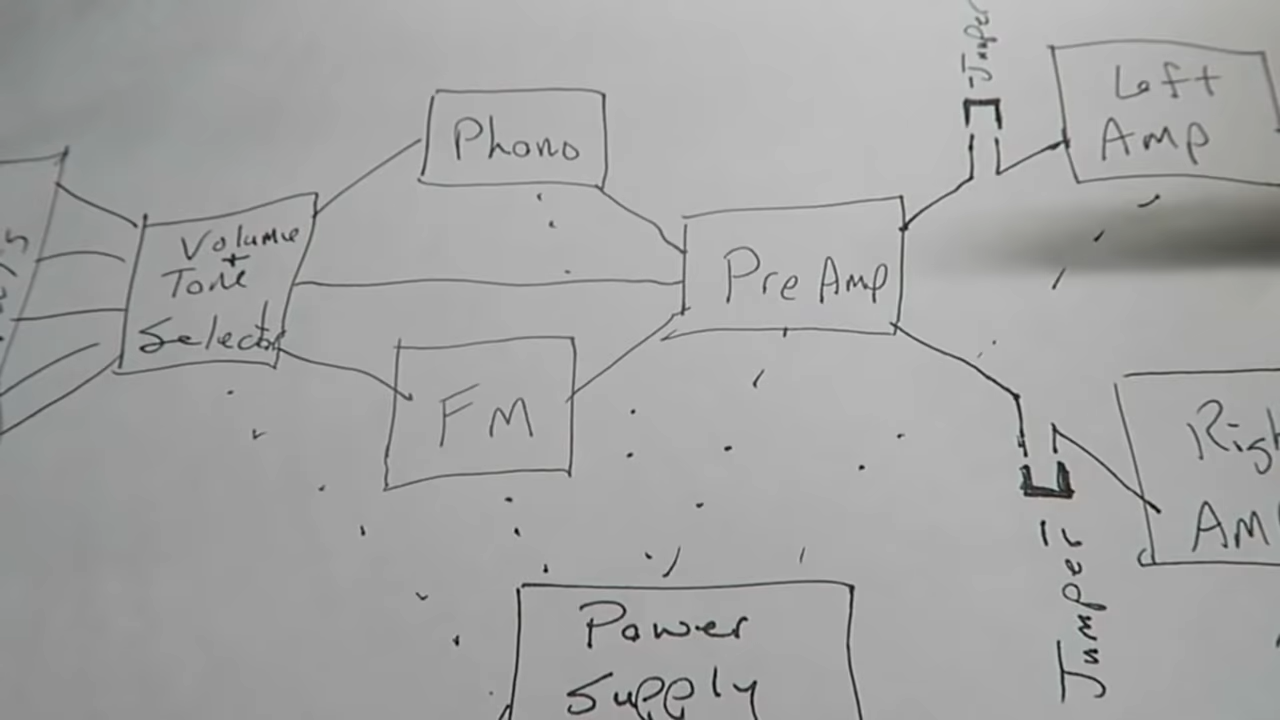 Jumper
Left
Amp
Phono
Volume
+
Tone
Selector
Pre Amp
FM
Jumper
Power
Supply